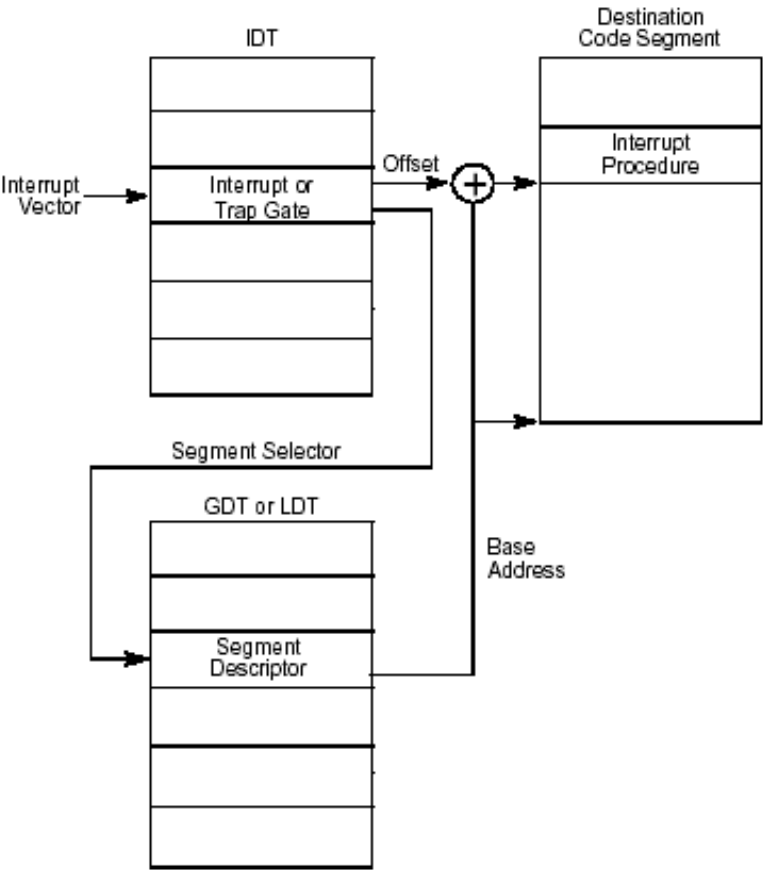 IDT
Destination
Code Segment
Interrupt
Vector
Interrupt or
Trap Gate
Offset
+
Interrupt
Procedure
Segment Selector
GDT or LDT
Segment
Descriptor
Base
Address